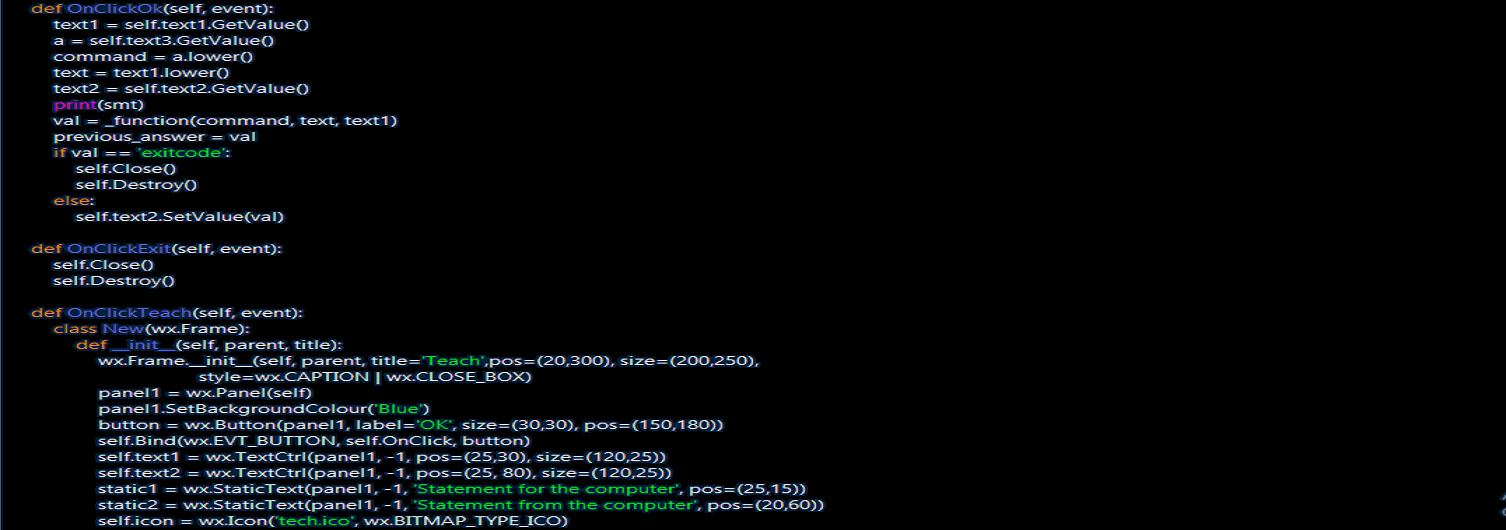 def OnClickOk(self, event):
text1 = self.text1.GetValue()
a = self.text3.GetValue()
command = a.lower()
text = text1.lower()
text2 = self.text2.GetValue()
print(smt)
val = _function(command, text, text1)
previous_answer = val
if val == 'exitcode':
self.Close()
self.Destroy()
else:
self.text2.SetValue(val)
def OnClickExit(self, event):
self.Close()
self.Destroy()
def OnClickTeach(self, event):
class New(wx.Frame):
def __init__(self, parent, title):
wx.Frame.__init__(self, parent, title='Teach',pos=(20,300), size=(200,250),
style=wx.CAPTION | wx.CLOSE_BOX)
panel1 = wx.Panel(self)
panel1.SetBackgroundColour('Blue')
button = wx.Button(panel1, label='OK', size=(30,30), pos=(150,180))
self.Bind(wx.EVT_BUTTON, self.OnClick, button)
self.text1 = wx.TextCtrl(panel1, -1, pos=(25,30), size=(120,25))
self.text2 = wx.TextCtrl(panel1, -1, pos=(25, 80), size=(120,25))
static1 = wx.StaticText(panel1, -1, 'Statement for the computer', pos=(25,15))
static2 = wx.StaticText(panel1, -1, 'Statement from the computer', pos=(20,60))
self.icon = wx.Icon('tech.ico', wx.BITMAP_TYPE_ICO)